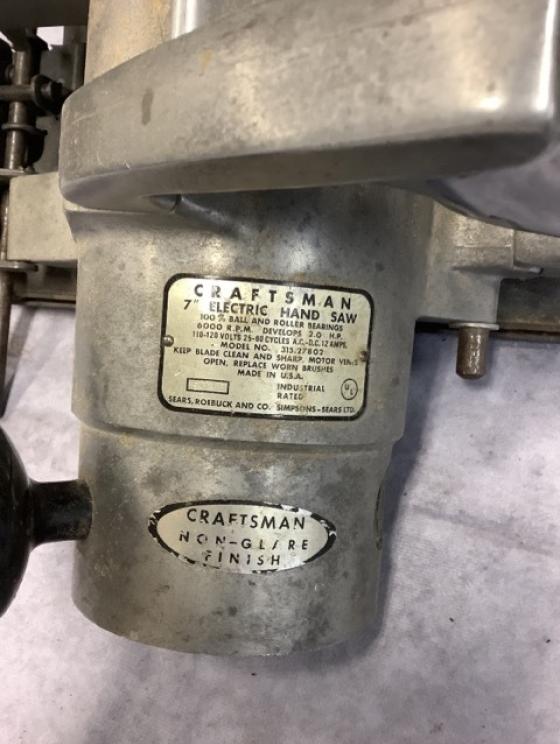 CRAFTSMAN
7" ELECTRIC HAND SAW
100% BALL AND ROLLER BEARINGS
6000 R.P.M. DEVELOPS 2.0 H.P.
110-120 VOLTS 25-60 CYCLES A.C.-D.C. 12 AMPS.
MODEL NO. 315.27802
KEEP BLADE CLEAN AND SHARP. MOTOR VENTS
OPEN. REPLACE WORN BRUSHES
MADE IN U.S.A.
INDUSTRIAL
RATED
UL
SEARS, ROEBUCK AND CO. SIMPSONS-SEARS LTD.
CRAFTSMAN
NON-GLARE
FINISH